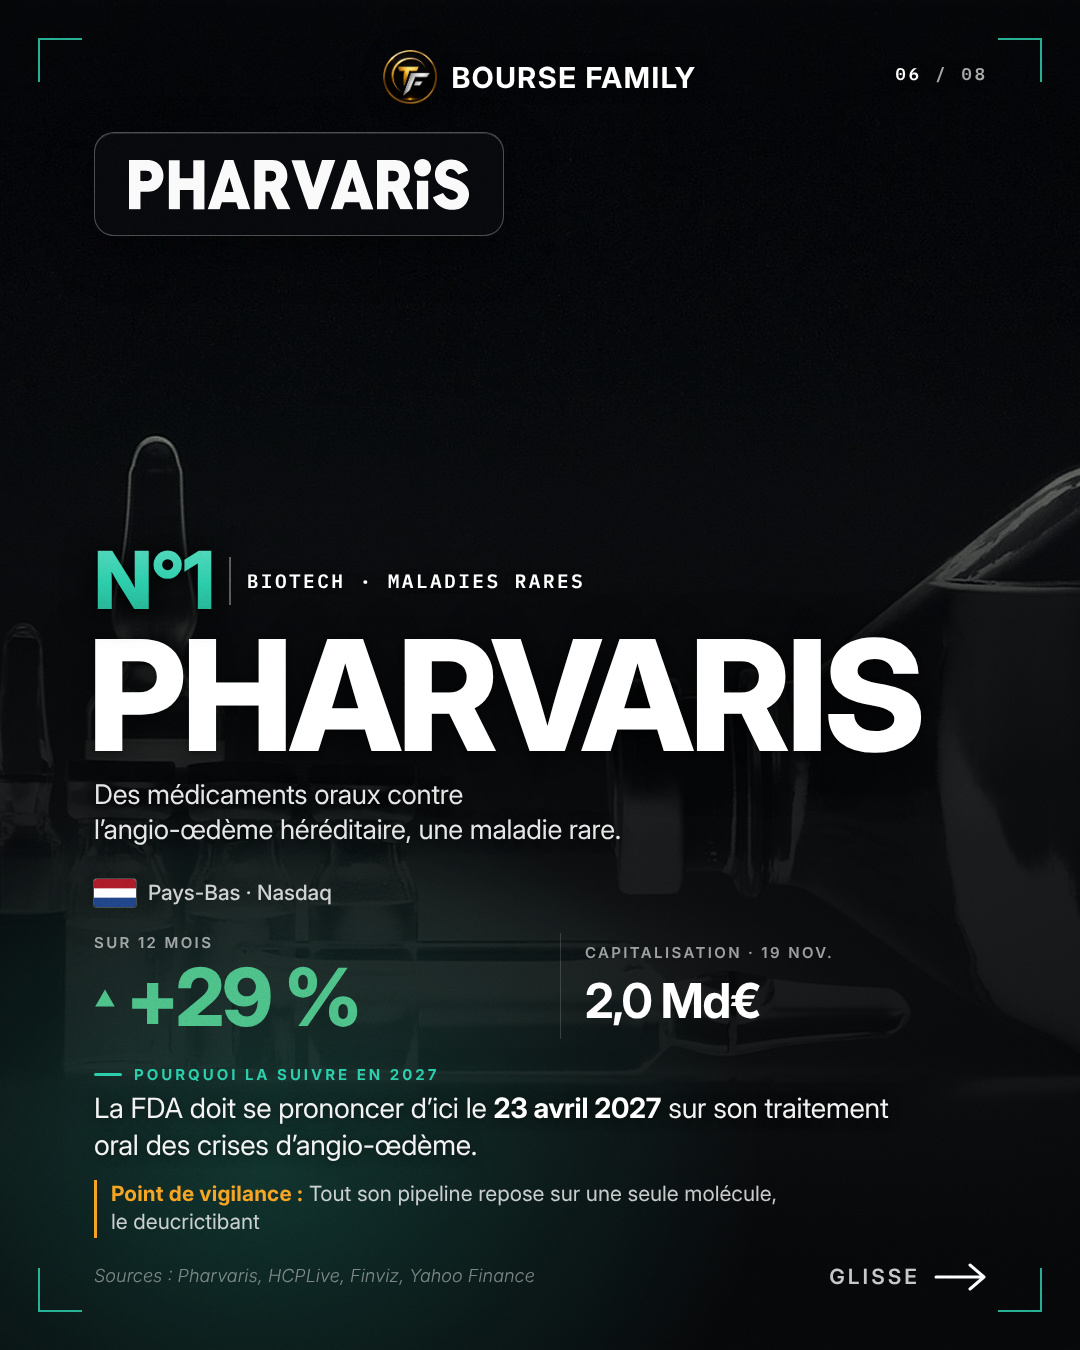 BOURSE FAMILY
06 / 08
PHARVARiS
N°1
BIOTECH · MALADIES RARES
PHARVARIS
Des médicaments oraux contre
l’angio-œdème héréditaire, une maladie rare.
Pays-Bas · Nasdaq
SUR 12 MOIS
+29 %
CAPITALISATION · 19 NOV.
2,0 Md€
POURQUOI LA SUIVRE EN 2027
La FDA doit se prononcer d’ici le 23 avril 2027 sur son traitement
oral des crises d’angio-œdème.
Point de vigilance : Tout son pipeline repose sur une seule molécule,
le deucrictibant
Sources : Pharvaris, HCPLive, Finviz, Yahoo Finance
GLISSE